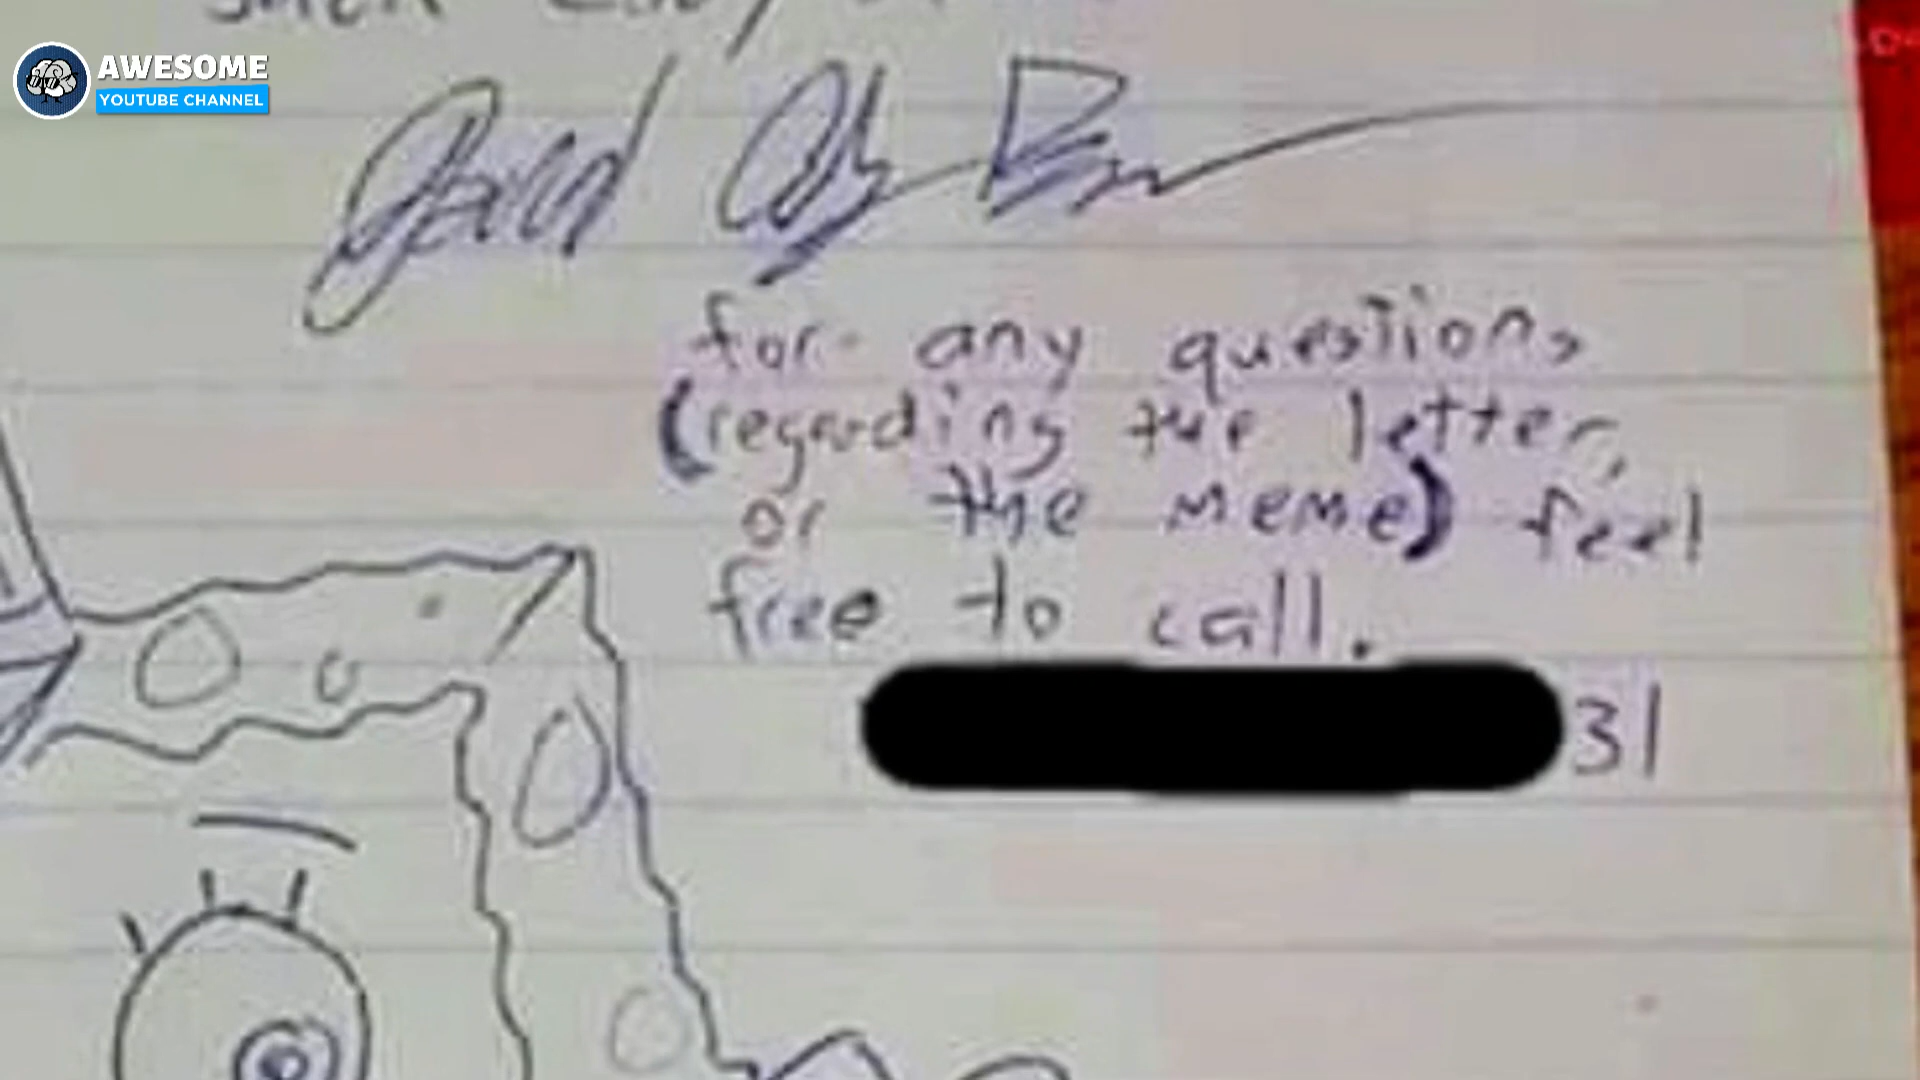 AWESOME
YOUTUBE CHANNEL
for any questions
(regarding the letter,
or the meme) feel
free to call.
31